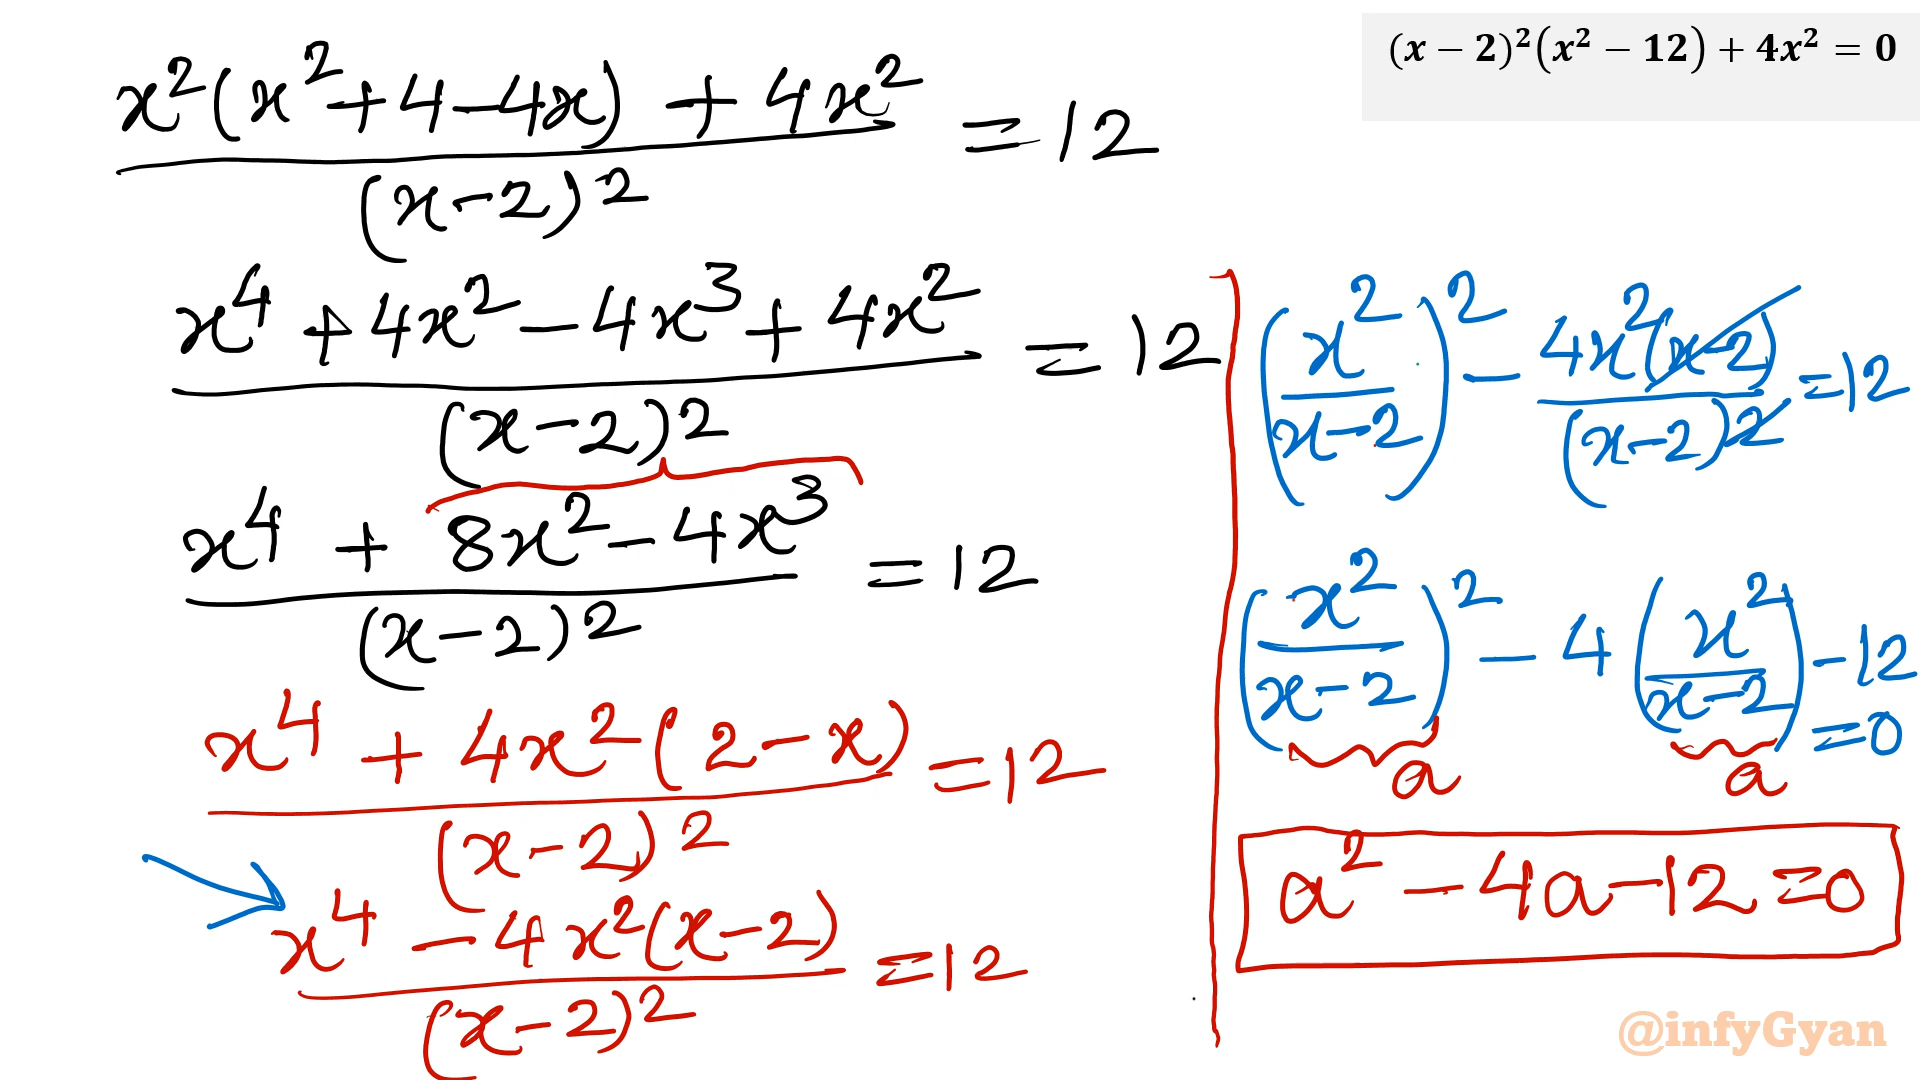 (x − 2)²(x² − 12) + 4x² = 0
x²(x²+4−4x) + 4x² / (x−2)² = 12
x⁴ + 4x² − 4x³ + 4x² / (x−2)² = 12
x⁴ + 8x² − 4x³ / (x−2)² = 12
x⁴ + 4x²(2−x) / (x−2)² = 12
x⁴ − 4x²(x−2) / (x−2)² = 12
(x²/x−2)² − 4x²(x−2)/(x−2)² = 12
(x²/x−2)² − 4(x²/x−2) − 12
= 0
a a
a² − 4a − 12 = 0
@infyGyan